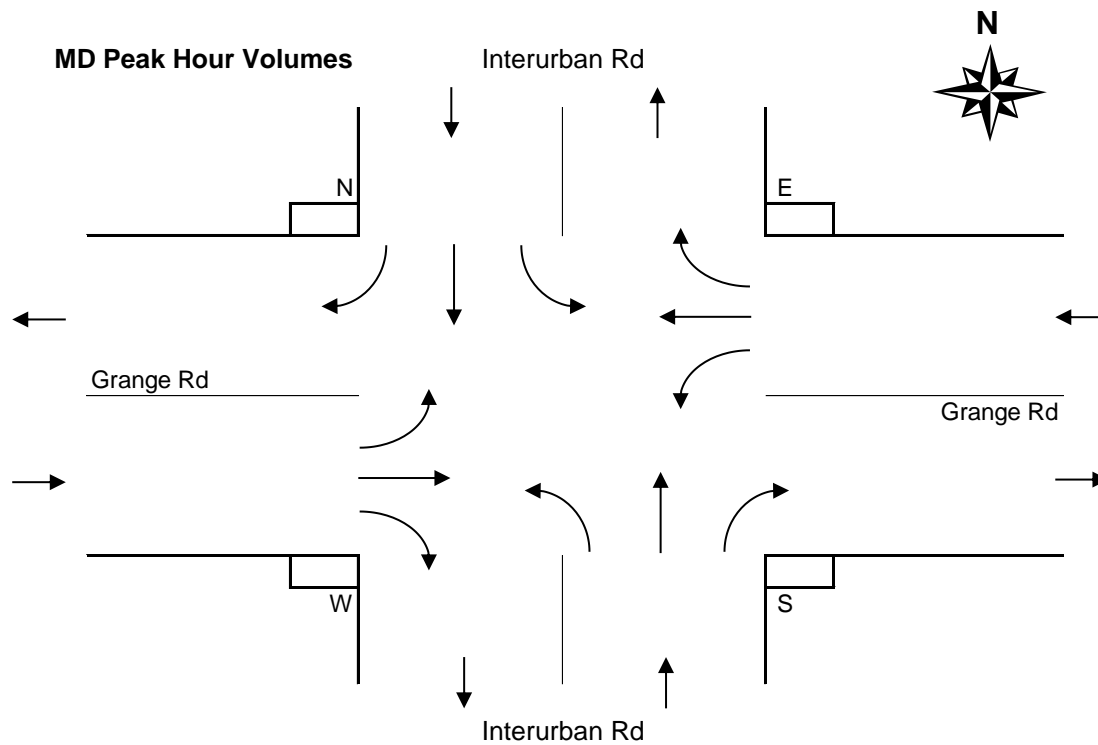 N
MD Peak Hour Volumes
Interurban Rd
N
E
Grange Rd
Grange Rd
W
S
Interurban Rd